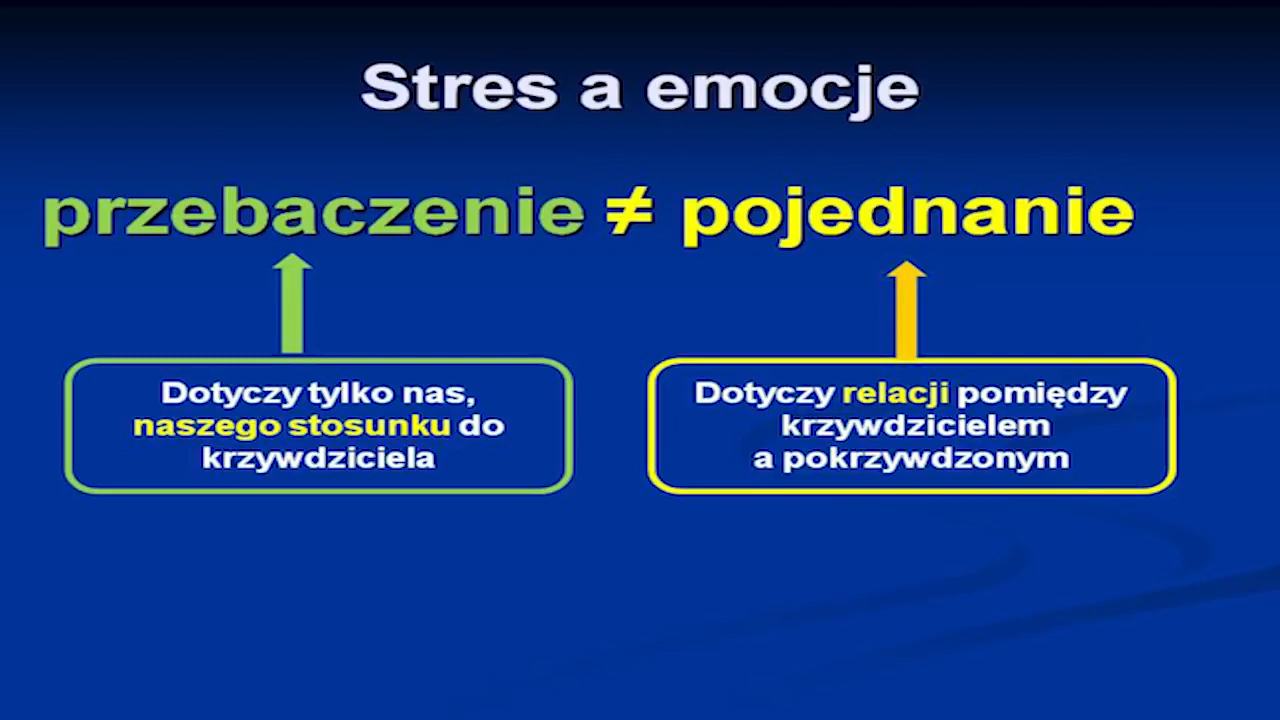 Stres a emocje
przebaczenie ≠ pojednanie
Dotyczy tylko nas,
naszego stosunku do
krzywdziciela
Dotyczy relacji pomiędzy
krzywdzicielem
a pokrzywdzonym